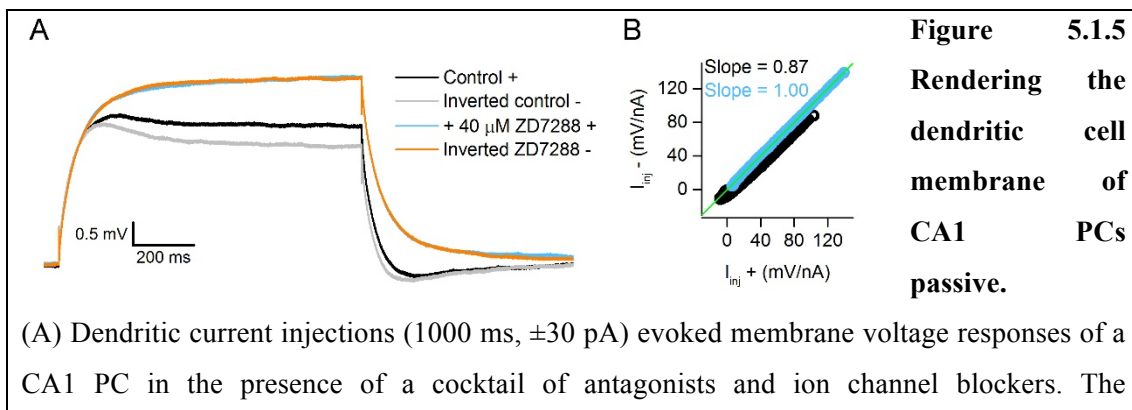 A
Control +
Inverted control -
+ 40 μM ZD7288 +
Inverted ZD7288 -
0.5 mV
200 ms
B
Slope = 0.87
Slope = 1.00
120
80
40
0
Iinj - (mV/nA)
0 40 80 120
Iinj + (mV/nA)
Figure 5.1.5
Rendering the
dendritic cell
membrane of
CA1 PCs
passive.
(A) Dendritic current injections (1000 ms, ±30 pA) evoked membrane voltage responses of a
CA1 PC in the presence of a cocktail of antagonists and ion channel blockers. The